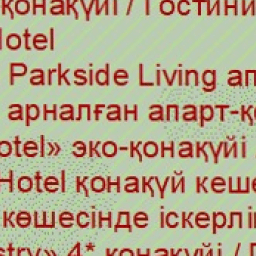 қонақүйі / Гостини
Hotel
Parkside Living ап
арналған апарт-қ
otel» эко-қонақүйі
Hotel қонақүй кеше
көшесінде іскерлі
stry» 4* қонақүйі /